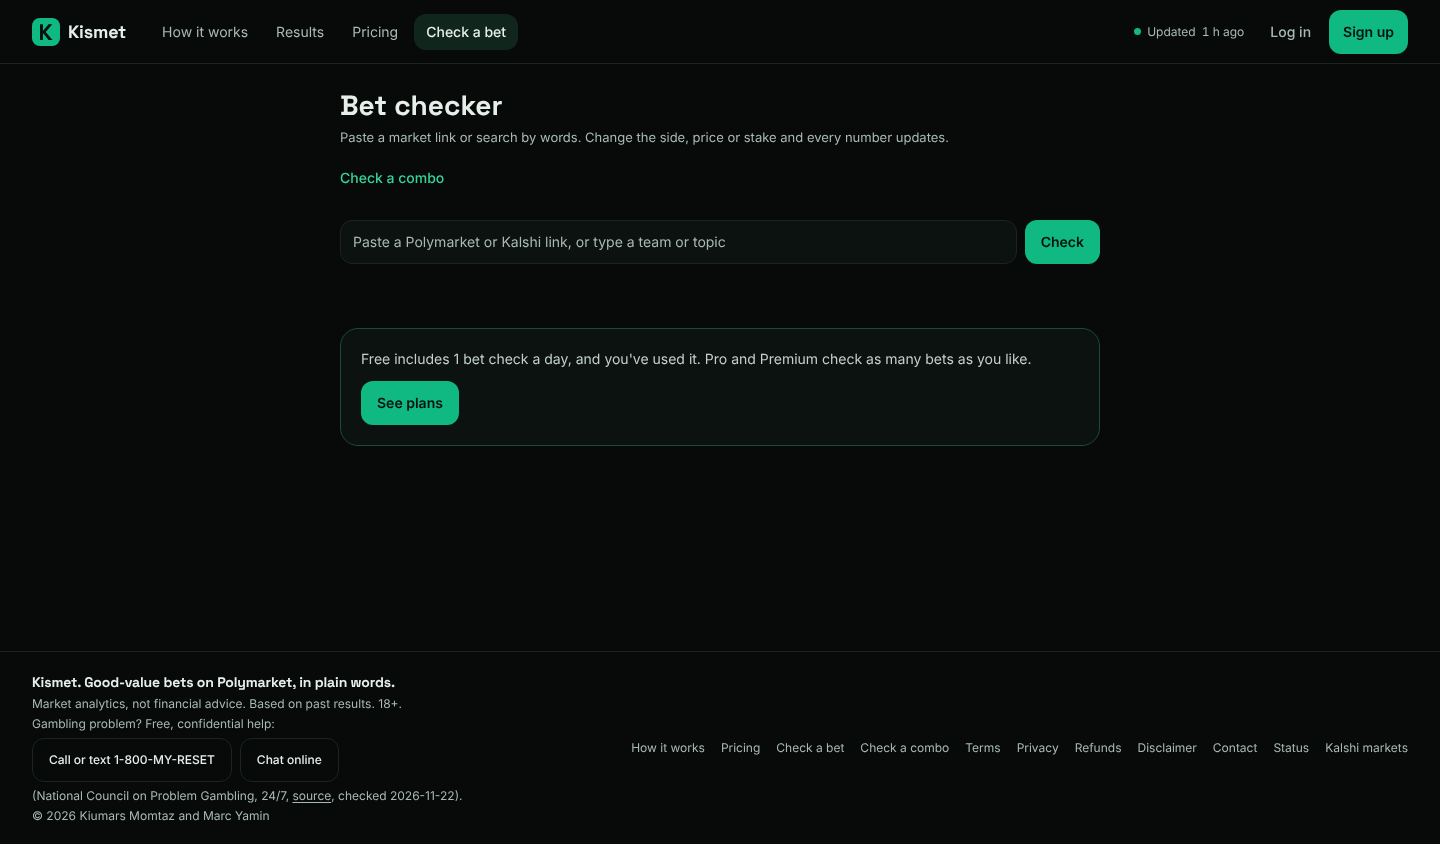 K Kismet How it works Results Pricing Check a bet Updated 1 h ago Log in Sign up
Bet checker
Paste a market link or search by words. Change the side, price or stake and every number updates.
Check a combo
Paste a Polymarket or Kalshi link, or type a team or topic Check
Free includes 1 bet check a day, and you've used it. Pro and Premium check as many bets as you like.
See plans
Kismet. Good-value bets on Polymarket, in plain words.
Market analytics, not financial advice. Based on past results. 18+.
Gambling problem? Free, confidential help:
Call or text 1-800-MY-RESET Chat online
(National Council on Problem Gambling, 24/7, source, checked 2026-11-22).
© 2026 Kiumars Momtaz and Marc Yamin
How it works Pricing Check a bet Check a combo Terms Privacy Refunds Disclaimer Contact Status Kalshi markets